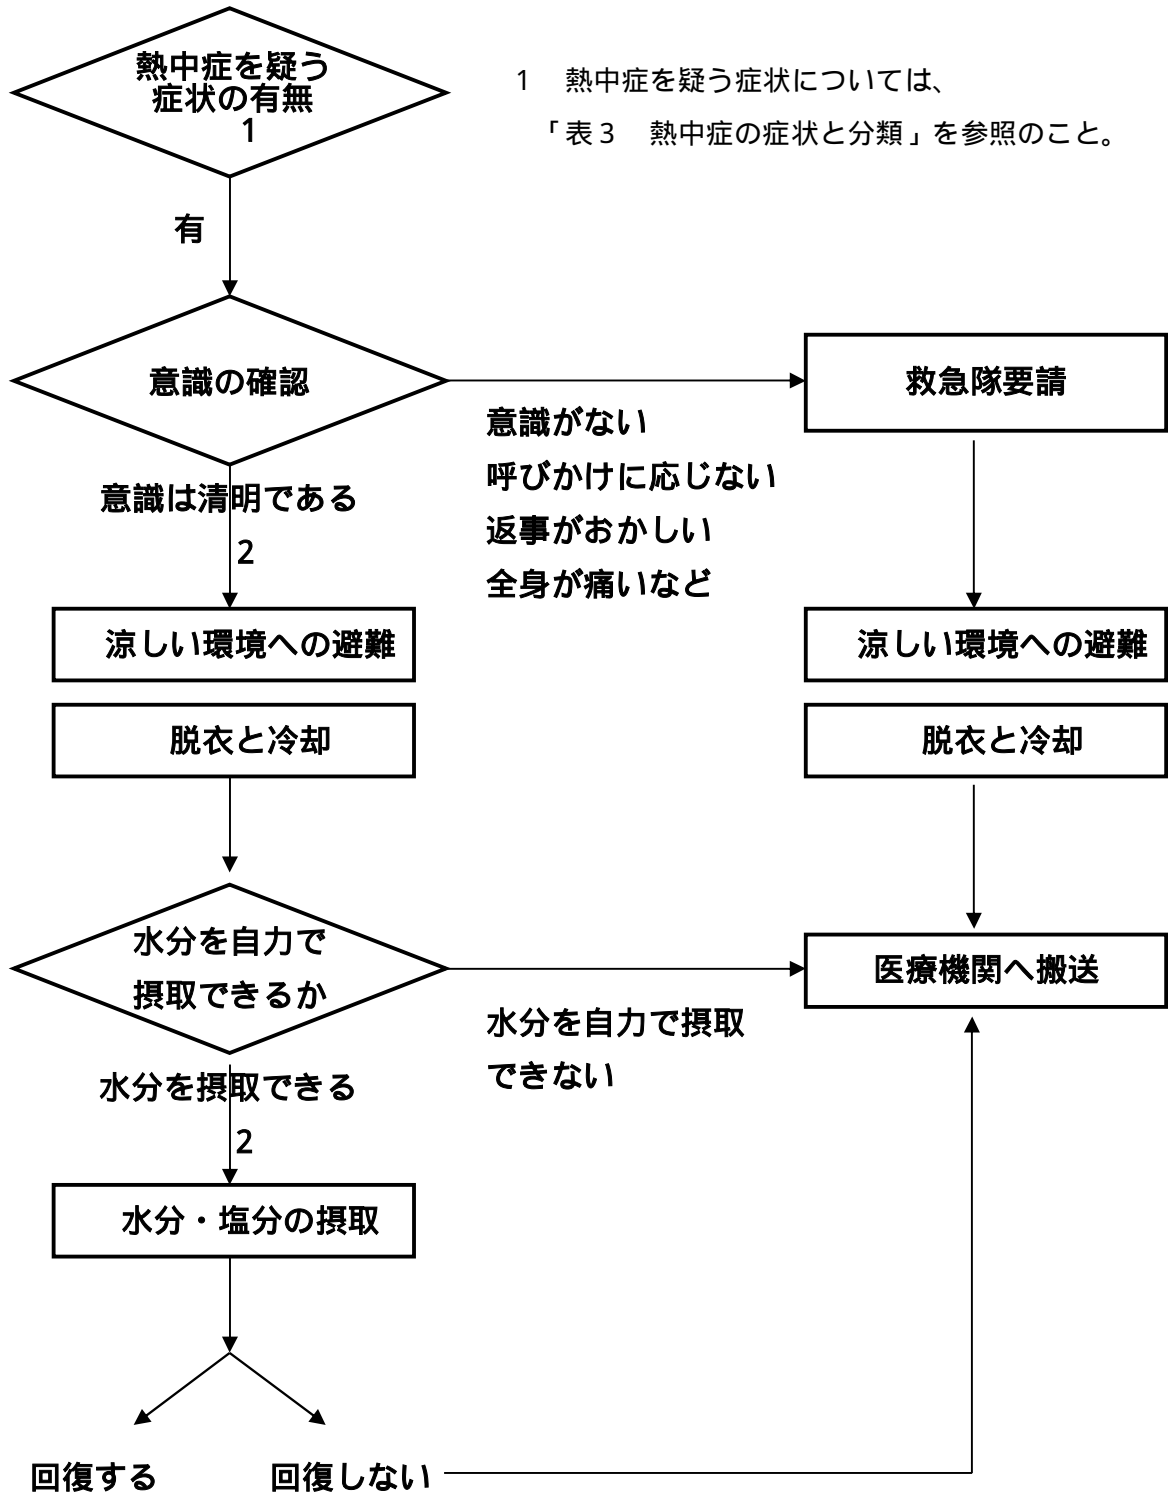 熱中症を疑う
症状の有無
1
1 熱中症を疑う症状については、
「表3 熱中症の症状と分類」を参照のこと。
有
意識の確認
救急隊要請
意識がない
呼びかけに応じない
返事がおかしい
全身が痛いなど
意識は清明である
2
涼しい環境への避難
涼しい環境への避難
脱衣と冷却
脱衣と冷却
水分を自力で
摂取できるか
医療機関へ搬送
水分を自力で摂取
できない
水分を摂取できる
2
水分・塩分の摂取
回復する
回復しない